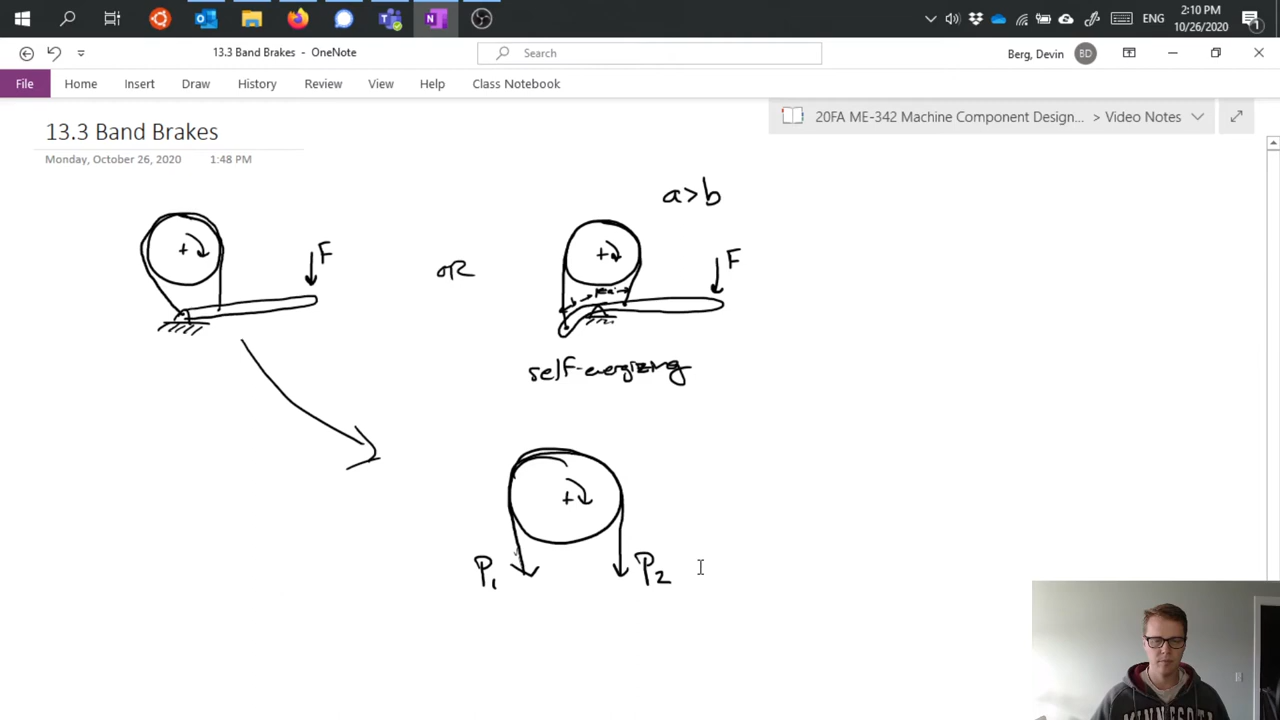 2:10 PM
ENG
10/26/2020
13.3 Band Brakes - OneNote
Search
Berg, Devin
BD
File Home Insert Draw History Review View Help Class Notebook
20FA ME-342 Machine Component Design... > Video Notes
13.3 Band Brakes
Monday, October 26, 2020 1:48 PM
a>b
F
OR
F
b
a
self-energizing
P1
P2
MINNESOTA